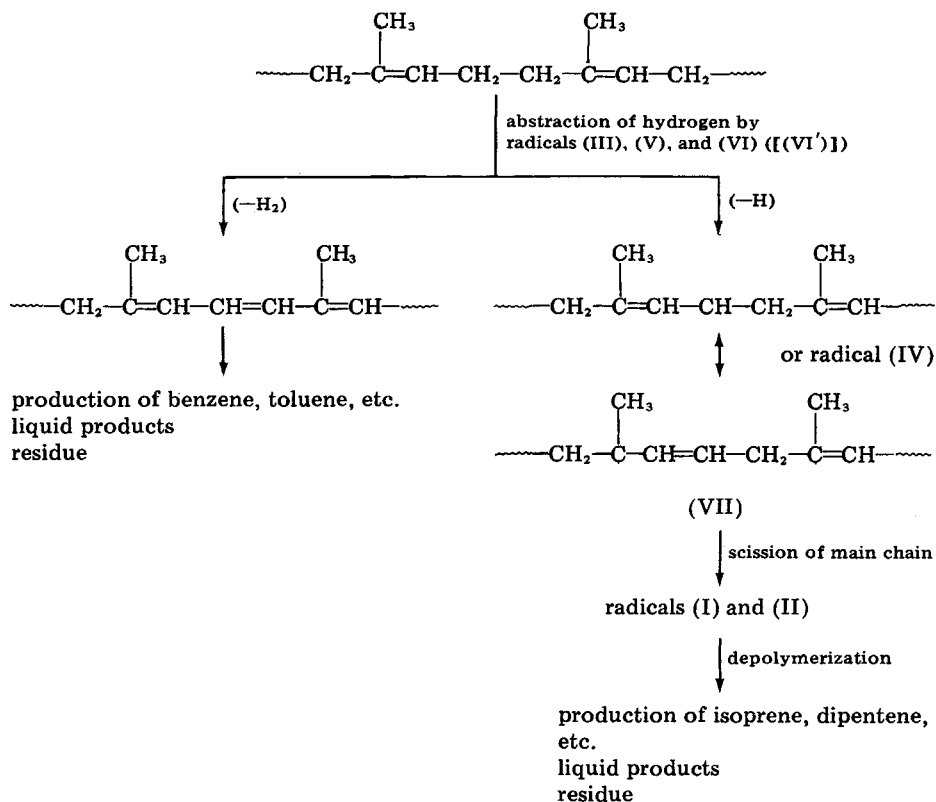 CH₃ CH₃
—CH₂—C=CH—CH₂—CH₂—C=CH—CH₂—
abstraction of hydrogen by
radicals (III), (V), and (VI) ([(VI′)])
(—H₂) (—H)
CH₃ CH₃ CH₃ CH₃
—CH₂—C=CH—CH=CH—C=CH— —CH₂—C=CH—CH—CH₂—C=CH—
or radical (IV)
production of benzene, toluene, etc.
liquid products
residue
CH₃ CH₃
—CH₂—C—CH=CH—CH₂—C=CH—
(VII)
scission of main chain
radicals (I) and (II)
depolymerization
production of isoprene, dipentene,
etc.
liquid products
residue